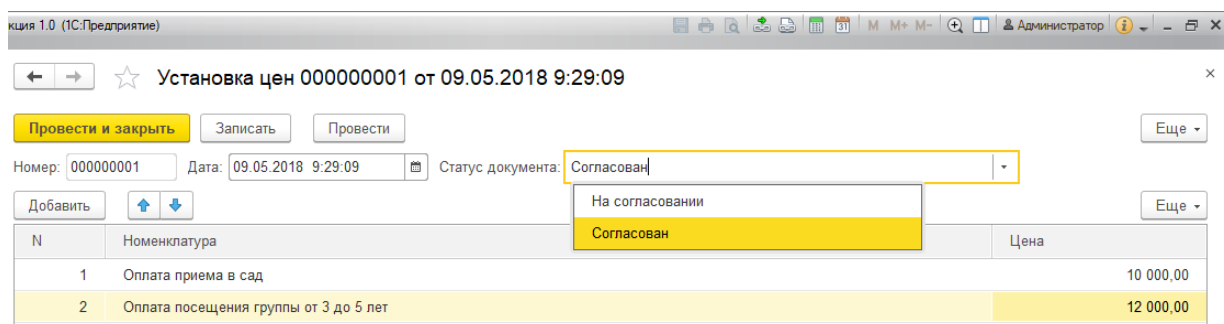 кция 1.0 (1С:Предприятие) 31 M M+ M- Администратор
Установка цен 000000001 от 09.05.2018 9:29:09
Провести и закрыть Записать Провести Еще
Номер: 000000001 Дата: 09.05.2018 9:29:09 Статус документа: Согласован
На согласовании
Добавить Еще
Согласован
N Номенклатура Цена
1 Оплата приема в сад 10 000,00
2 Оплата посещения группы от 3 до 5 лет 12 000,00